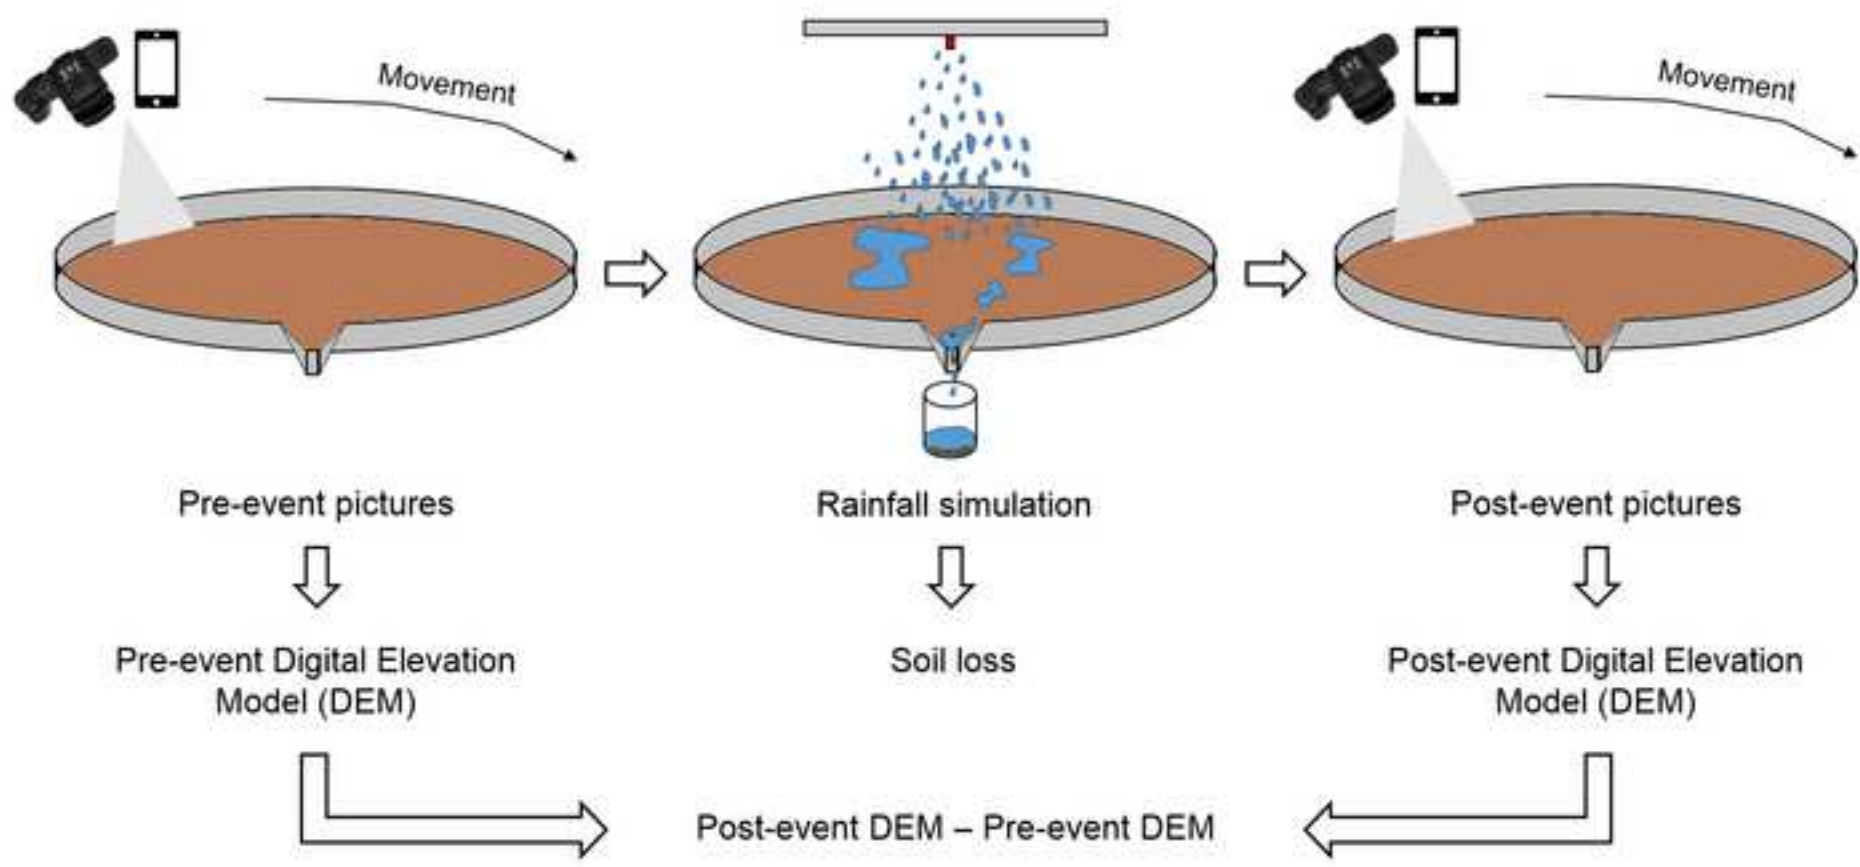 Movement
Movement
Pre-event pictures
Rainfall simulation
Post-event pictures
Pre-event Digital Elevation
Model (DEM)
Soil loss
Post-event Digital Elevation
Model (DEM)
Post-event DEM – Pre-event DEM